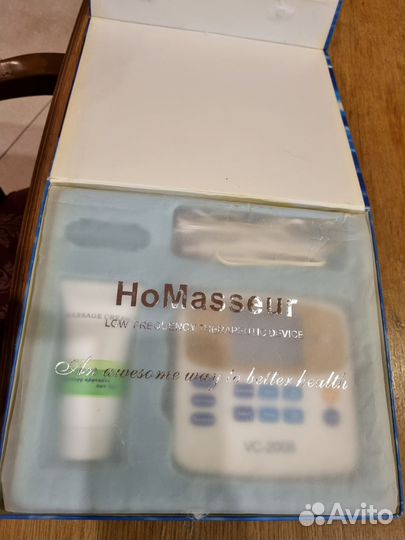 HoMasseur
LOW FREQUENCY THERAPEUTIC DEVICE
An awesome way to better health
MASSAGE CREAM
VC-2008
Avito